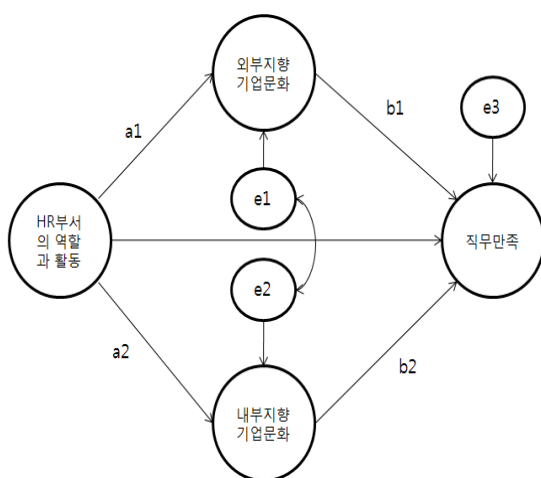 외부지향
기업문화
e3
b1
a1
e1
HR부서
의 역할
과 활동
직무만족
e2
a2
b2
내부지향
기업문화